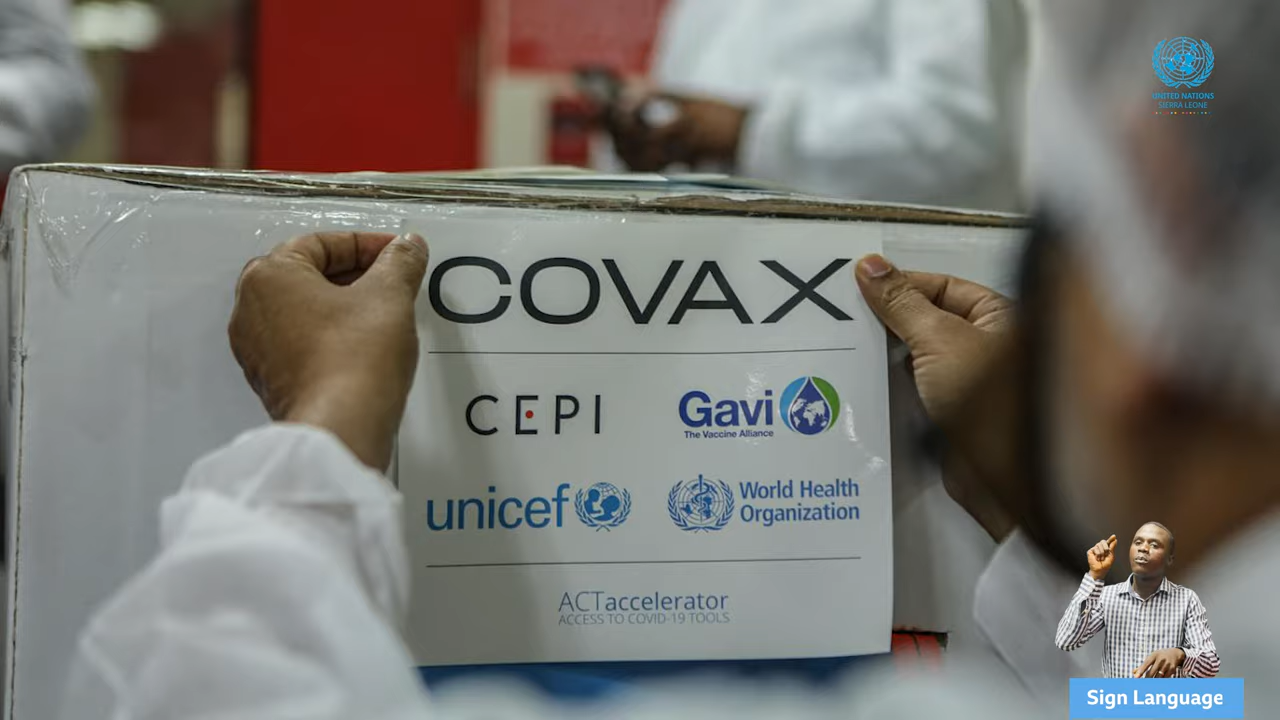 UNITED NATIONS
SIERRA LEONE
COVAX
CEPI
Gavi
The Vaccine Alliance
unicef
World Health
Organization
ACTaccelerator
ACCESS TO COVID-19 TOOLS
Sign Language